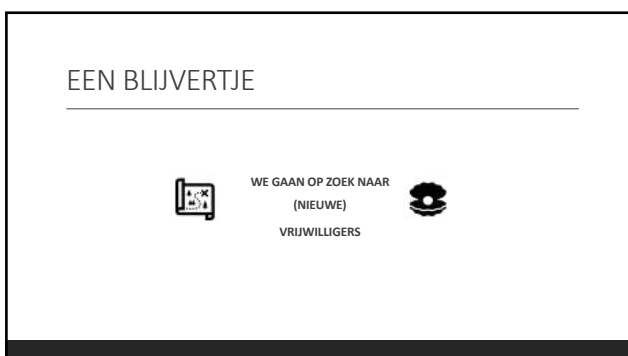 EEN BLIJVERTJE
WE GAAN OP ZOEK NAAR
(NIEUWE)
VRIJWILLIGERS